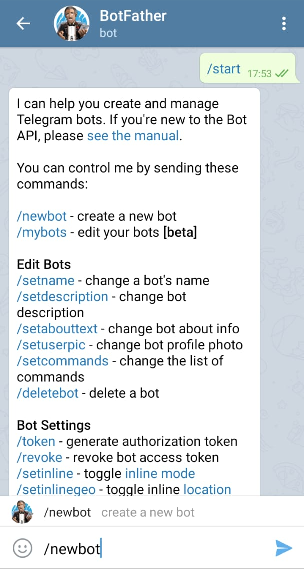 BotFather
bot
/start 17:53
I can help you create and manage
Telegram bots. If you're new to the Bot
API, please see the manual.
You can control me by sending these
commands:
/newbot - create a new bot
/mybots - edit your bots [beta]
Edit Bots
/setname - change a bot's name
/setdescription - change bot
description
/setabouttext - change bot about info
/setuserpic - change bot profile photo
/setcommands - change the list of
commands
/deletebot - delete a bot
Bot Settings
/token - generate authorization token
/revoke - revoke bot access token
/setinline - toggle inline mode
/setinlinegeo - toggle inline location
/newbot create a new bot
/newbot